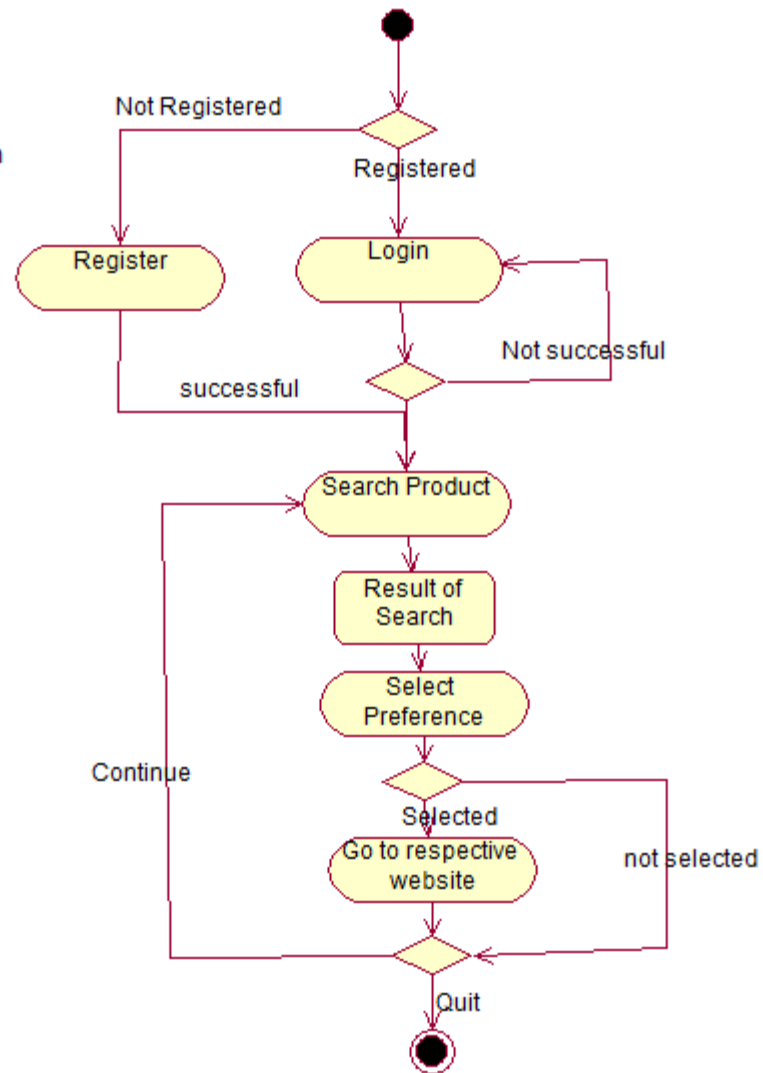 Not Registered
Registered
Register
Login
Not successful
successful
Search Product
Result of
Search
Select
Preference
Continue
Selected
Go to respective
website
not selected
Quit